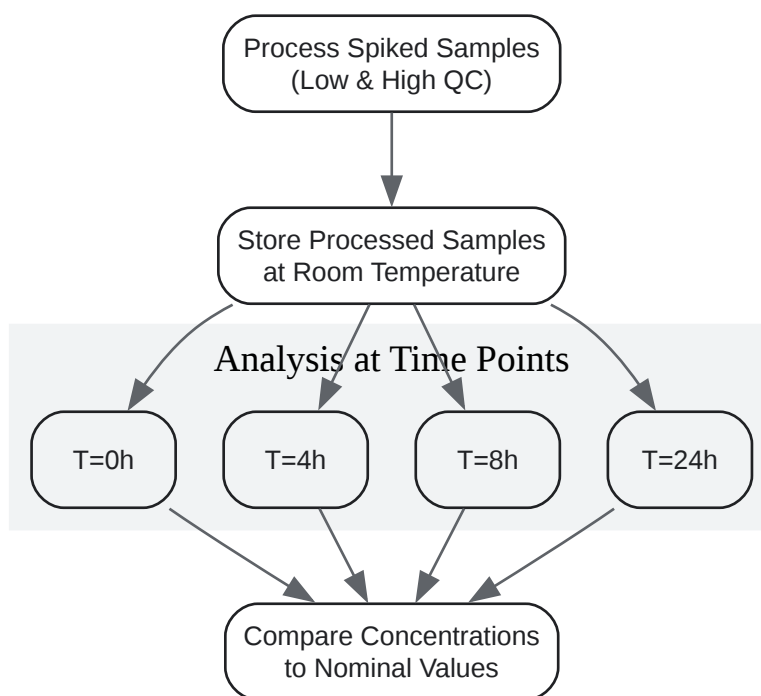 Process Spiked Samples
(Low & High QC)
Store Processed Samples
at Room Temperature
Analysis at Time Points
T=0h
T=4h
T=8h
T=24h
Compare Concentrations
to Nominal Values